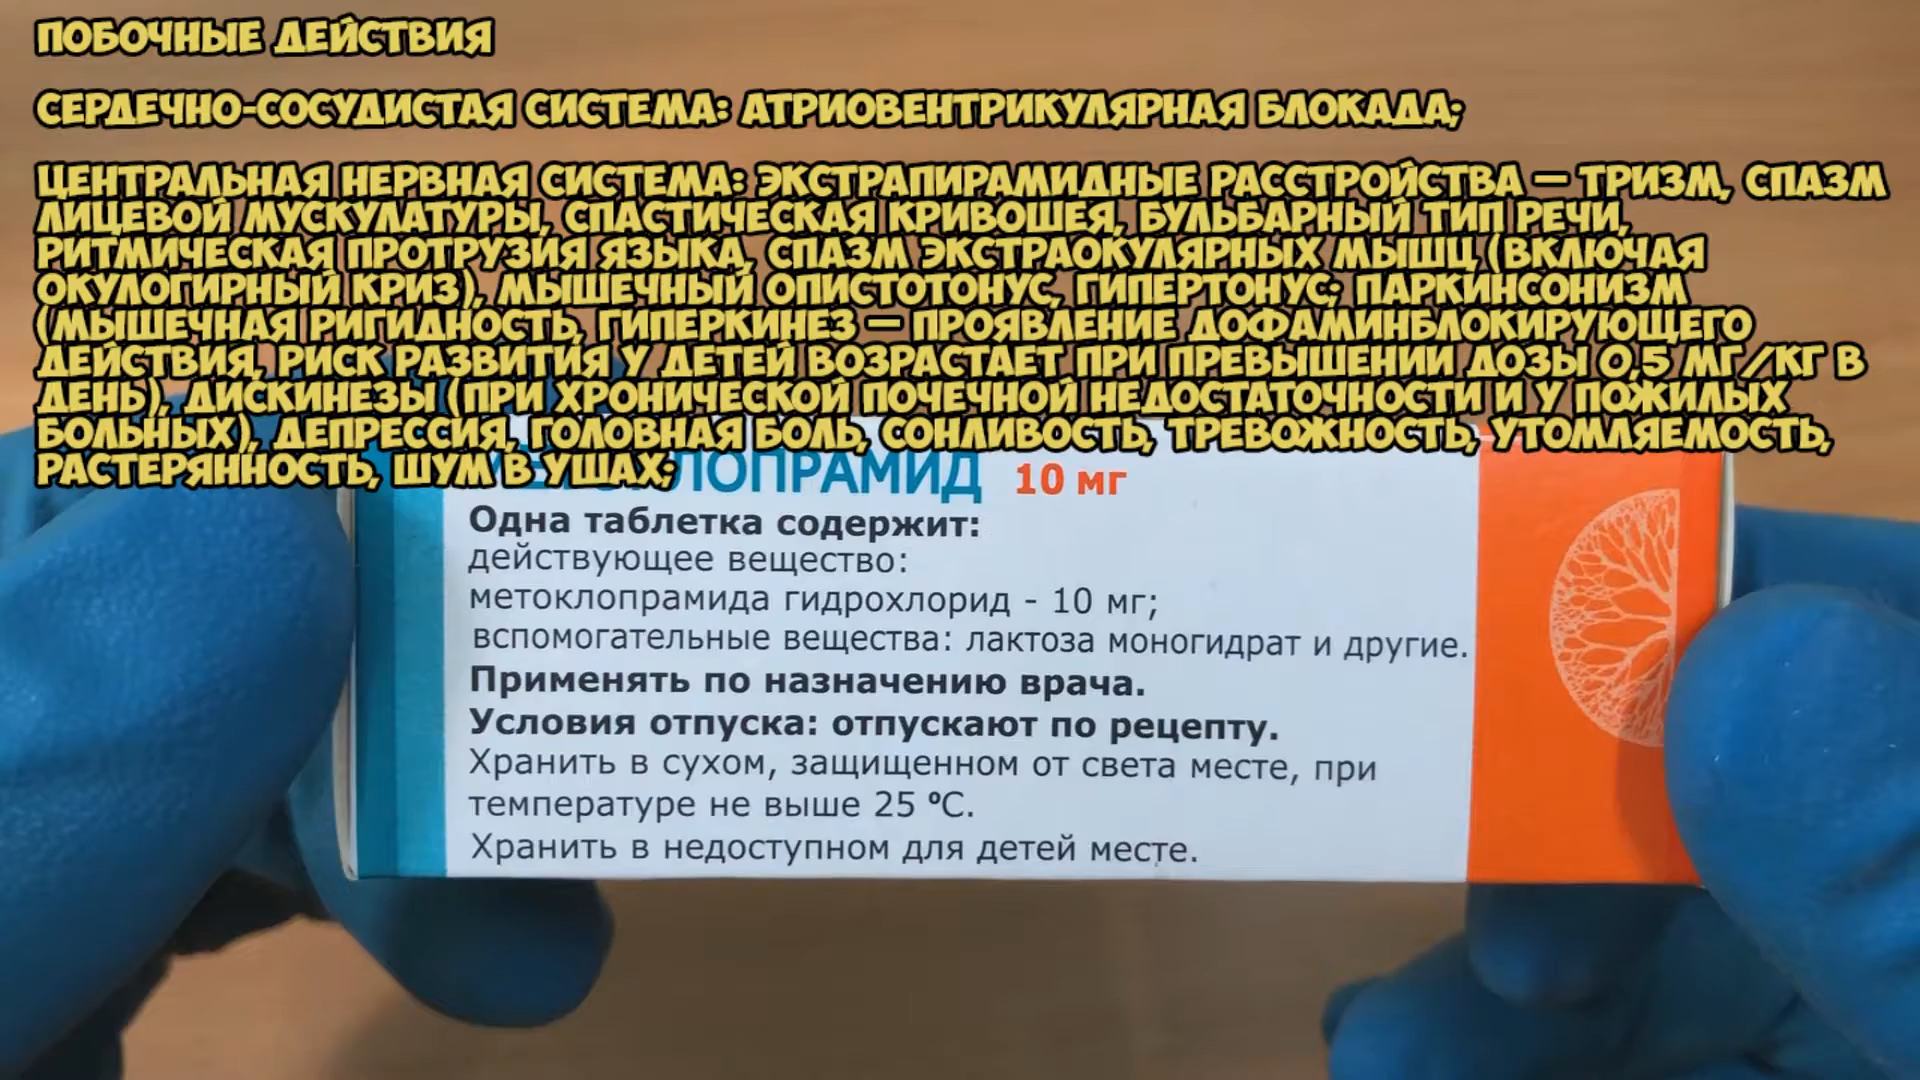 ПОБОЧНЫЕ ДЕЙСТВИЯ
СЕРДЕЧНО-СОСУДИСТАЯ СИСТЕМА: АТРИОВЕНТРИКУЛЯРНАЯ БЛОКАДА;
ЦЕНТРАЛЬНАЯ НЕРВНАЯ СИСТЕМА: ЭКСТРАПИРАМИДНЫЕ РАССТРОЙСТВА — ТРИЗМ, СПАЗМ
ЛИЦЕВОЙ МУСКУЛАТУРЫ, СПАСТИЧЕСКАЯ КРИВОШЕЯ, БУЛЬБАРНЫЙ ТИП РЕЧИ,
РИТМИЧЕСКАЯ ПРОТРУЗИЯ ЯЗЫКА, СПАЗМ ЭКСТРАОКУЛЯРНЫХ МЫШЦ (ВКЛЮЧАЯ
ОКУЛОГИРНЫЙ КРИЗ), МЫШЕЧНЫЙ ОПИСТОТОНУС, ГИПЕРТОНУС; ПАРКИНСОНИЗМ
(МЫШЕЧНАЯ РИГИДНОСТЬ, ГИПЕРКИНЕЗ — ПРОЯВЛЕНИЕ ДОФАМИНБЛОКИРУЮЩЕГО
ДЕЙСТВИЯ, РИСК РАЗВИТИЯ У ДЕТЕЙ ВОЗРАСТАЕТ ПРИ ПРЕВЫШЕНИИ ДОЗЫ 0,5 МГ/КГ В
ДЕНЬ), ДИСКИНЕЗЫ (ПРИ ХРОНИЧЕСКОЙ ПОЧЕЧНОЙ НЕДОСТАТОЧНОСТИ И У ПОЖИЛЫХ
БОЛЬНЫХ), ДЕПРЕССИЯ, ГОЛОВНАЯ БОЛЬ, СОНЛИВОСТЬ, ТРЕВОЖНОСТЬ, УТОМЛЯЕМОСТЬ,
РАСТЕРЯННОСТЬ, ШУМ В УШАХ;
10 мг
Одна таблетка содержит:
действующее вещество:
метоклопрамида гидрохлорид - 10 мг;
вспомогательные вещества: лактоза моногидрат и другие.
Применять по назначению врача.
Условия отпуска: отпускают по рецепту.
Хранить в сухом, защищенном от света месте, при
температуре не выше 25 °С.
Хранить в недоступном для детей месте.